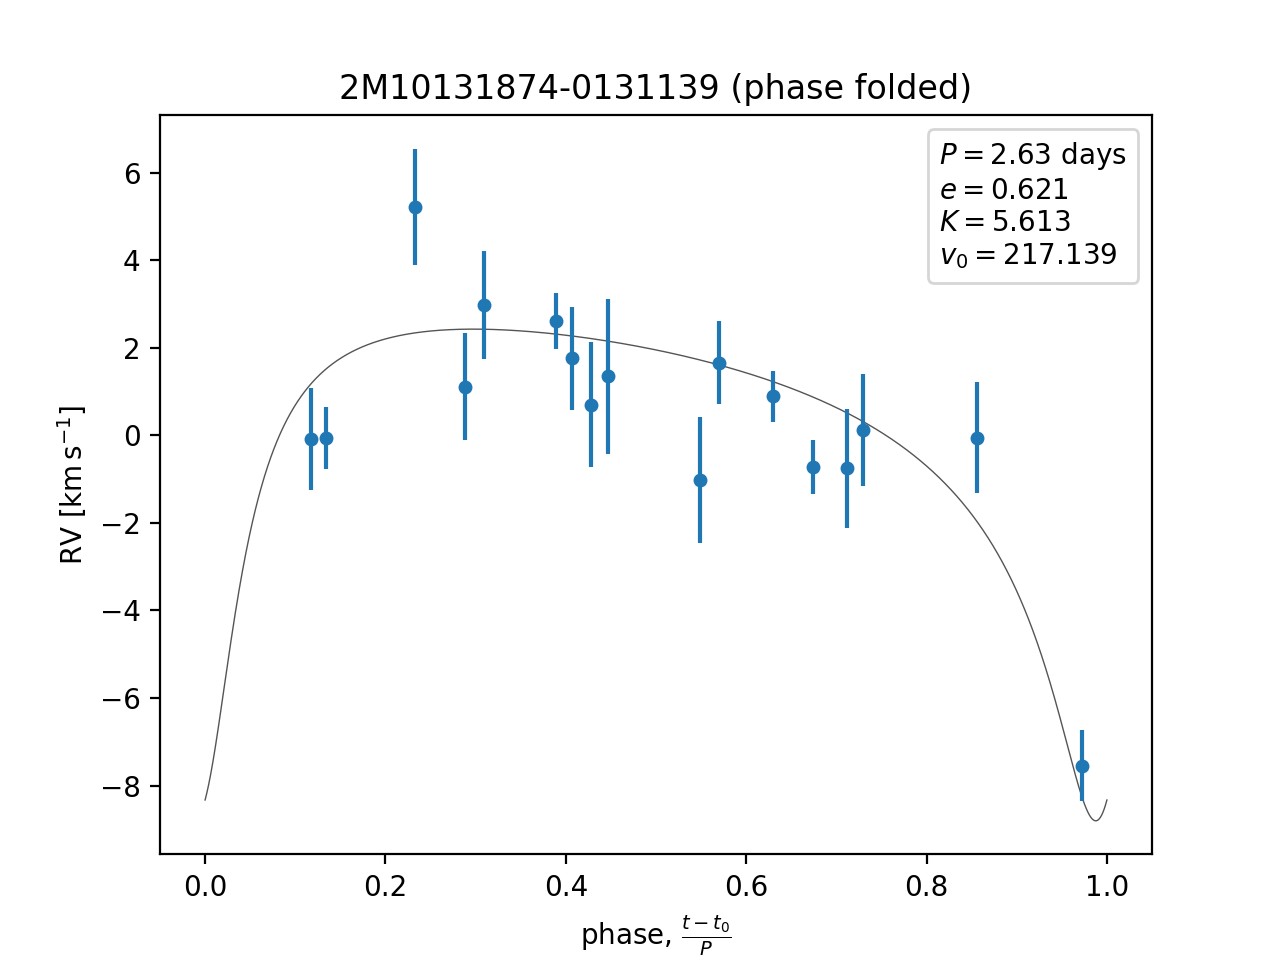 2M10131874-0131139 (phase folded)
P = 2.63 days
e = 0.621
K = 5.613
v₀ = 217.139
6
4
2
0
−2
−4
−6
−8
RV [km s⁻¹]
0.0 0.2 0.4 0.6 0.8 1.0
phase, (t − t₀)/P